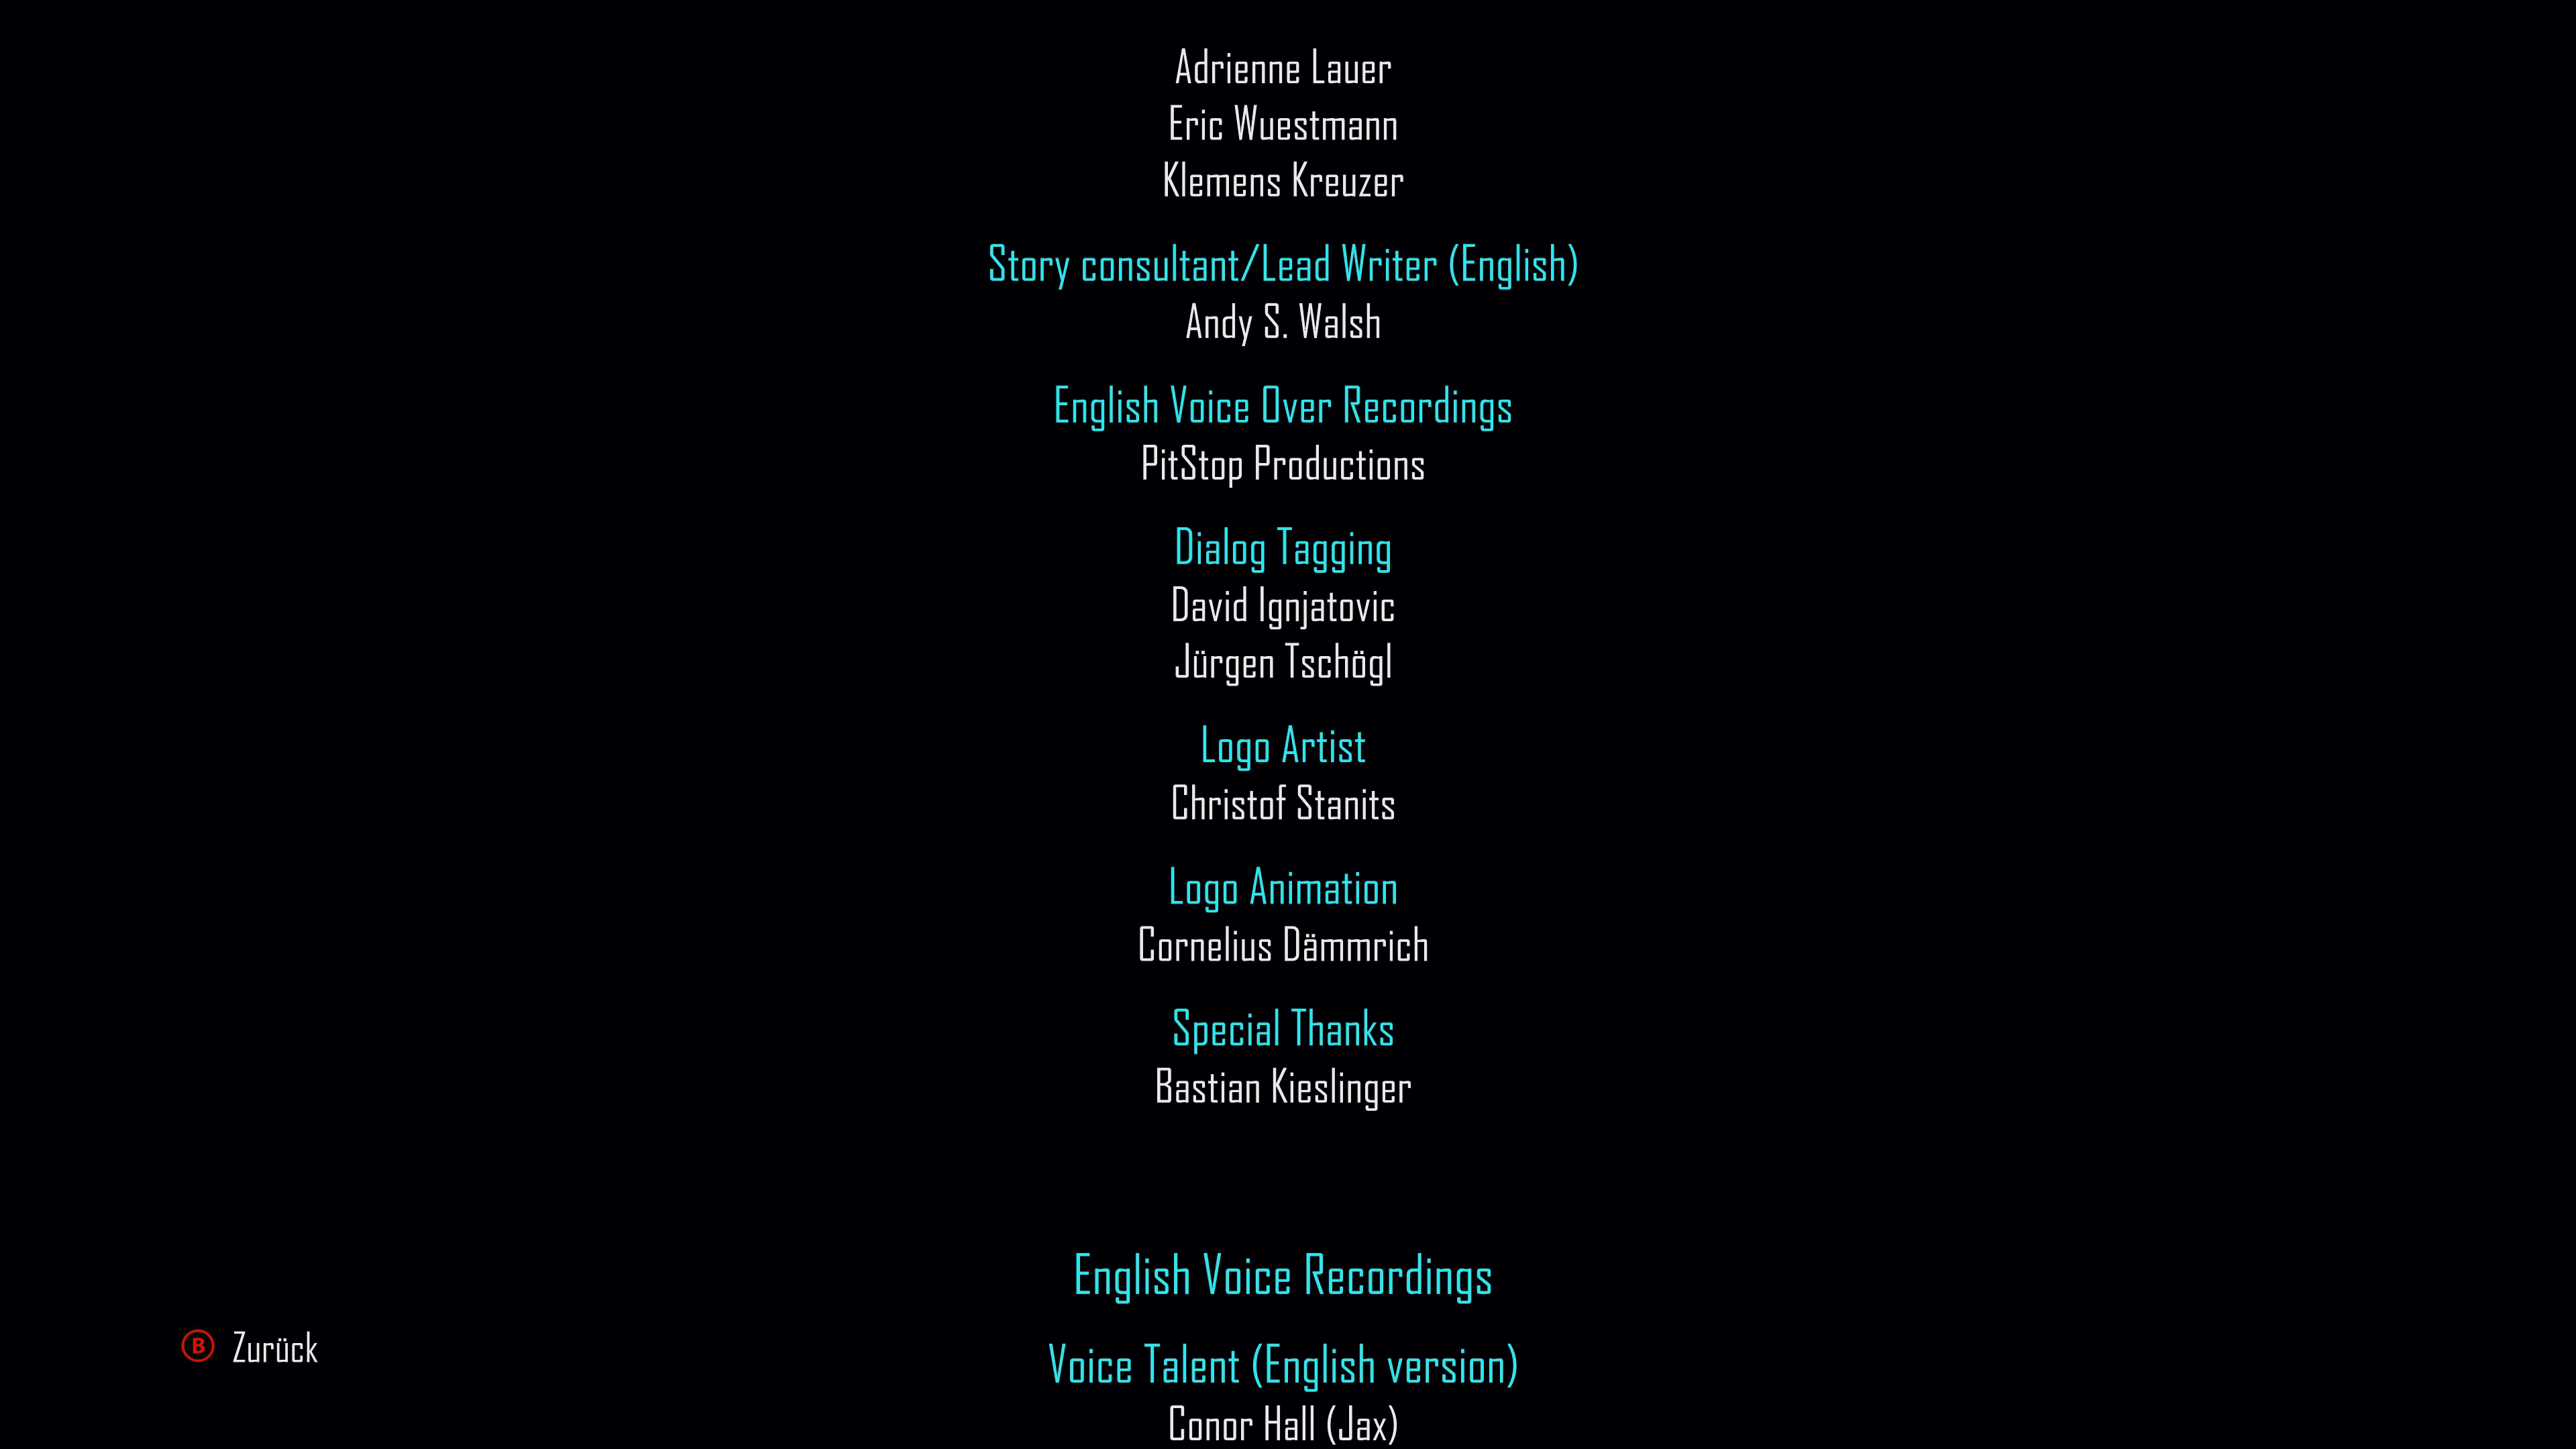 Adrienne Lauer
Eric Wuestmann
Klemens Kreuzer
Story consultant/Lead Writer (English)
Andy S. Walsh
English Voice Over Recordings
PitStop Productions
Dialog Tagging
David Ignjatovic
Jürgen Tschögl
Logo Artist
Christof Stanits
Logo Animation
Cornelius Dämmrich
Special Thanks
Bastian Kieslinger
English Voice Recordings
Voice Talent (English version)
Conor Hall (Jax)
B Zurück